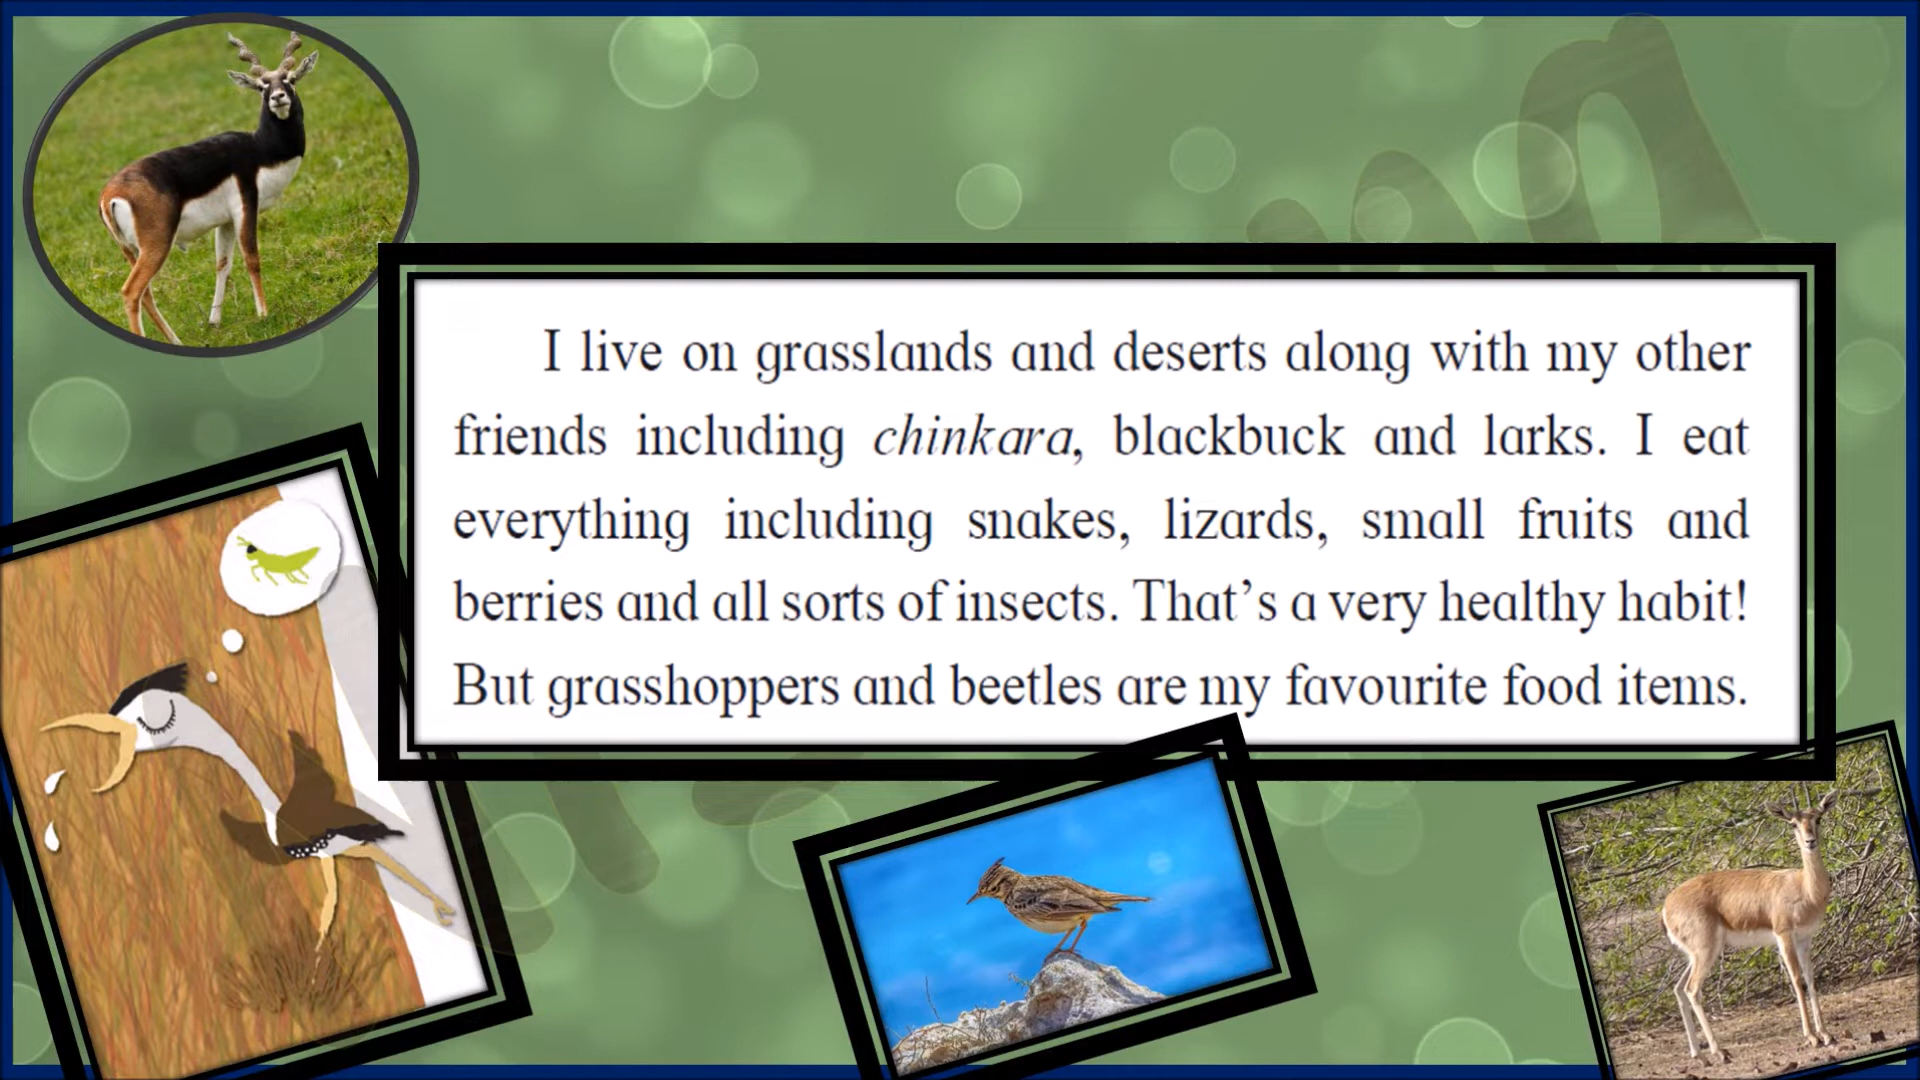 I live on grasslands and deserts along with my other
friends including chinkara, blackbuck and larks. I eat
everything including snakes, lizards, small fruits and
berries and all sorts of insects. That's a very healthy habit!
But grasshoppers and beetles are my favourite food items.